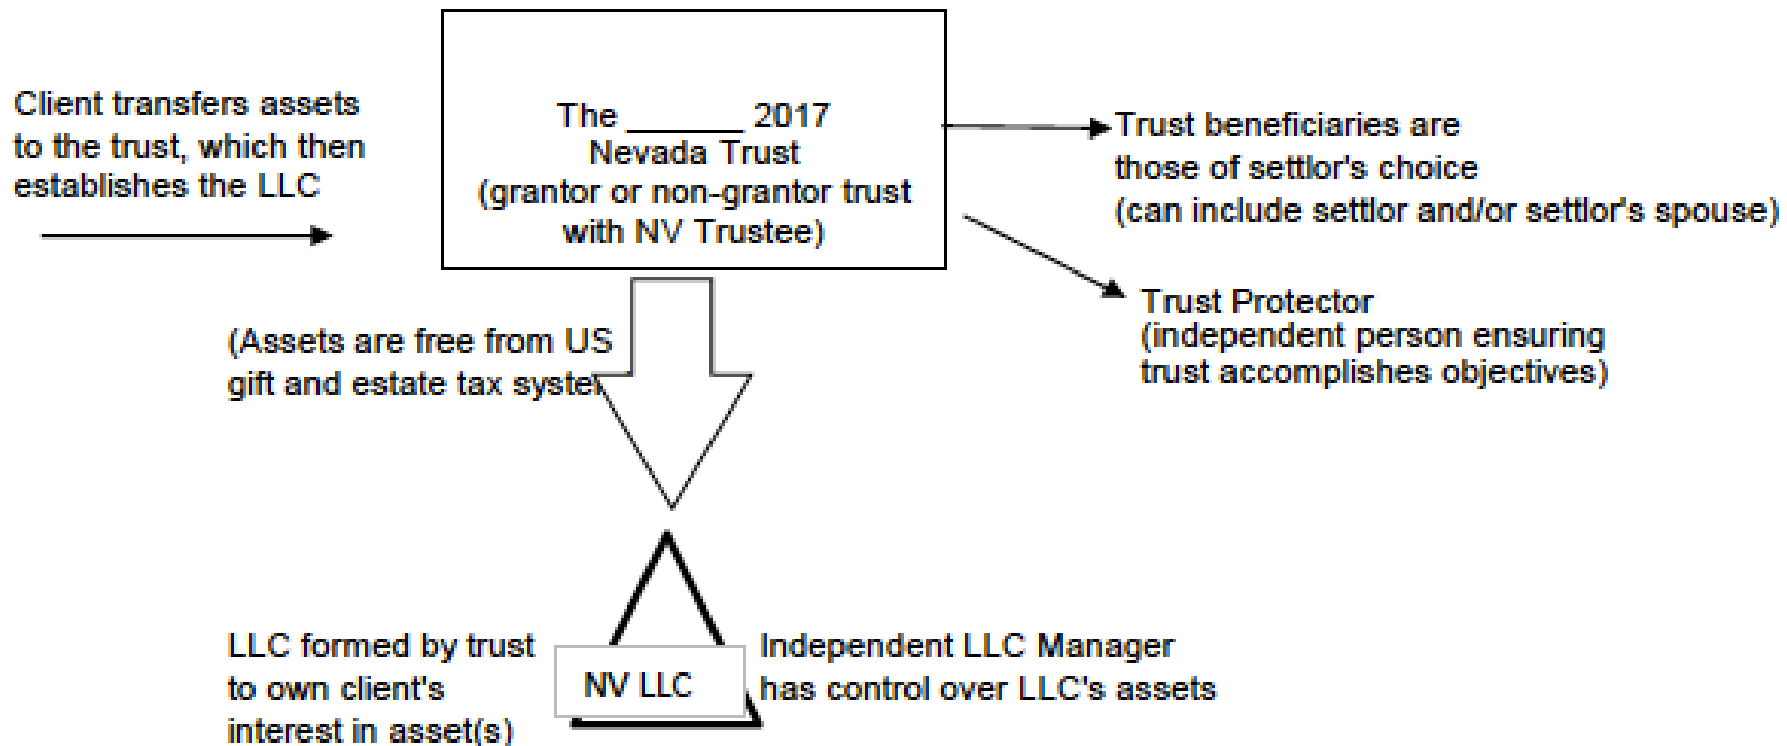 Client transfers assets
to the trust, which then
establishes the LLC
The ______ 2017
Nevada Trust
(grantor or non-grantor trust
with NV Trustee)
Trust beneficiaries are
those of settlor's choice
(can include settlor and/or settlor's spouse)
Trust Protector
(independent person ensuring
trust accomplishes objectives)
(Assets are free from US
gift and estate tax system
LLC formed by trust
to own client's
interest in asset(s)
NV LLC
Independent LLC Manager
has control over LLC's assets